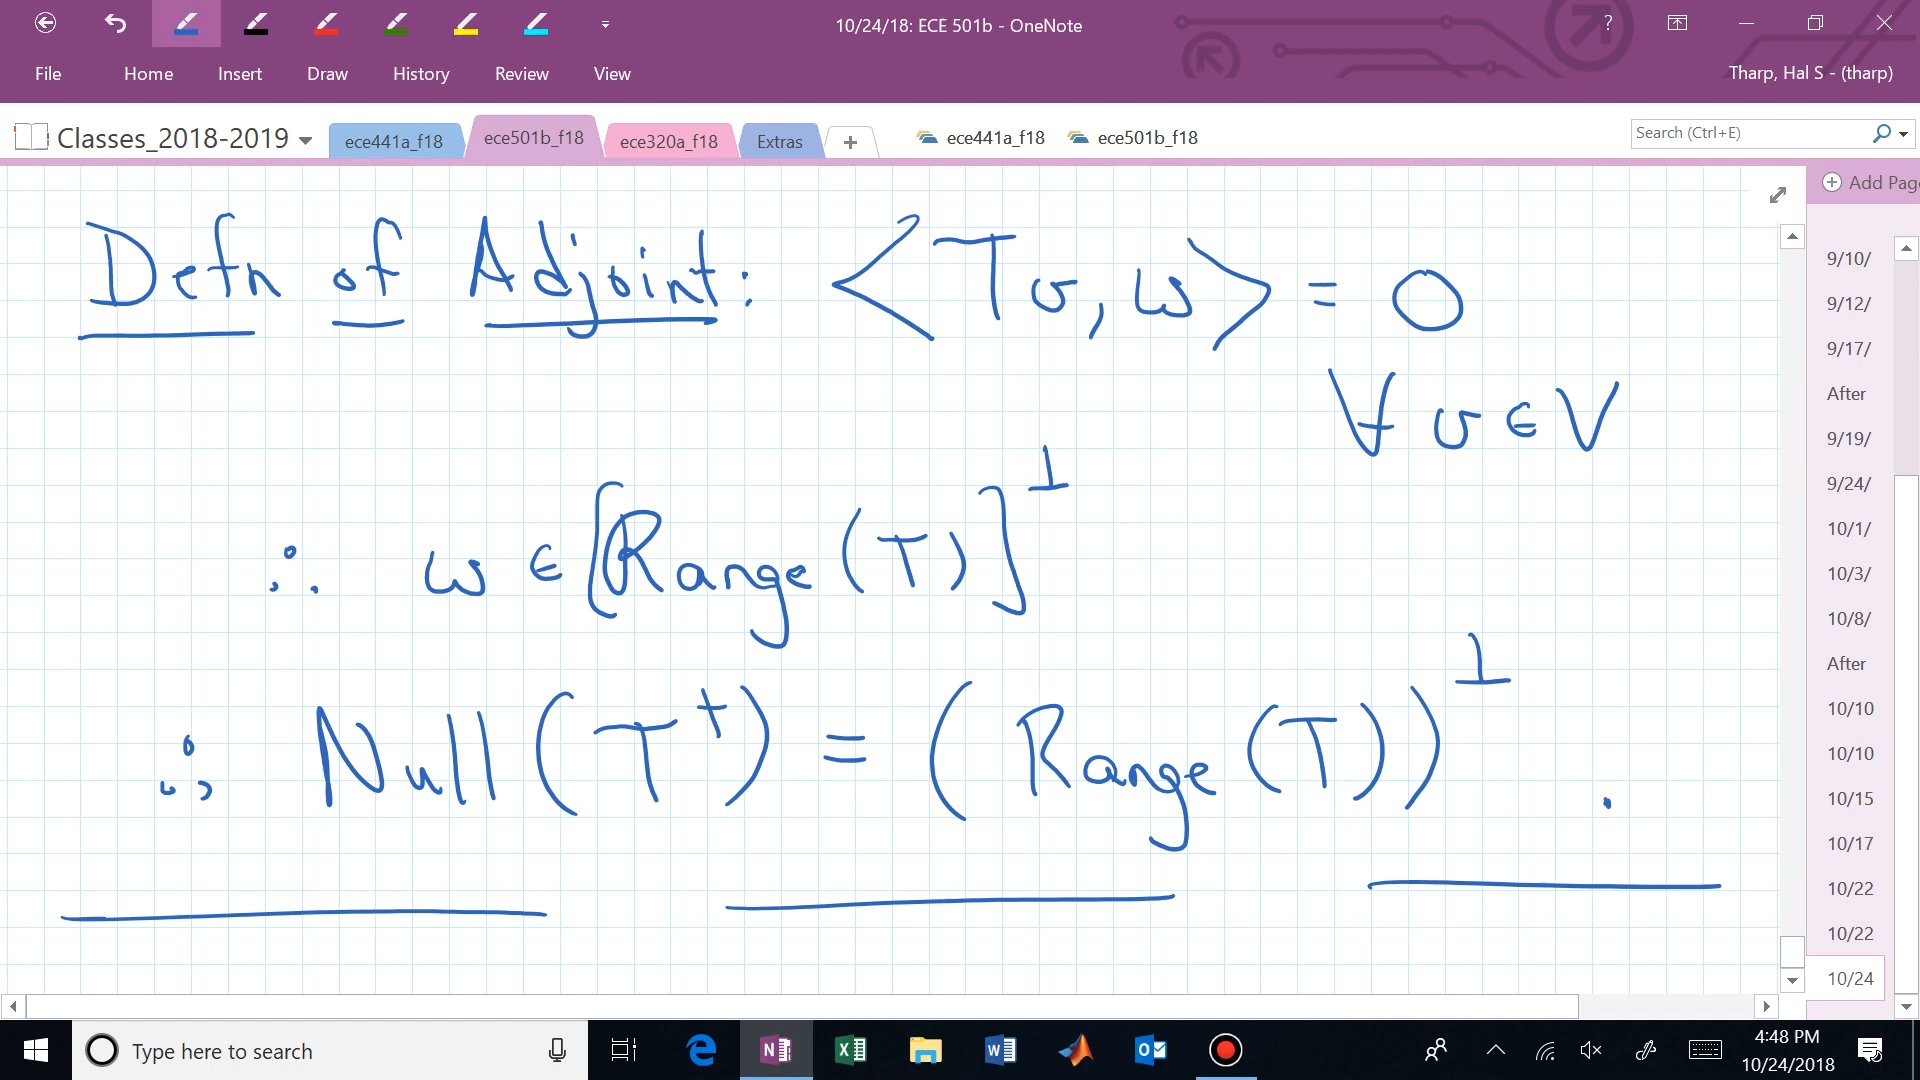 10/24/18: ECE 501b - OneNote
?
File Home Insert Draw History Review View
Tharp, Hal S - (tharp)
Classes_2018-2019
ece441a_f18 ece501b_f18 ece320a_f18 Extras + ece441a_f18 ece501b_f18
Search (Ctrl+E)
Add Pag
9/10/
9/12/
9/17/
After
9/19/
9/24/
10/1/
10/3/
10/8/
After
10/10
10/10
10/15
10/17
10/22
10/22
10/24
Defn of Adjoint: <Tv, w> = 0
∀ v ∈ V
∴ w ∈ [Range(T)]^⊥
∴ Null(T^+) = (Range(T))^⊥ .
Type here to search
4:48 PM
10/24/2018